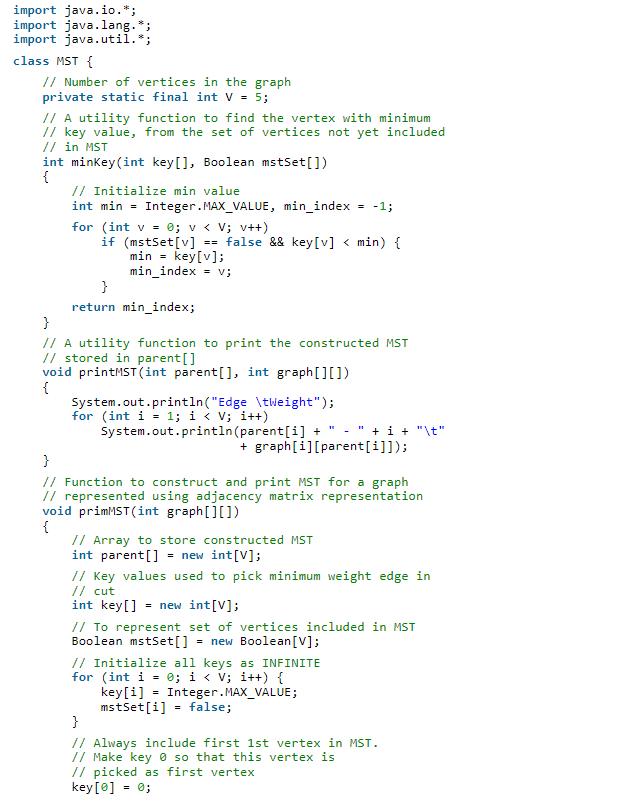 import java.io.*;
import java.lang.*;
import java.util.*;
class MST {
    // Number of vertices in the graph
    private static final int V = 5;
    // A utility function to find the vertex with minimum
    // key value, from the set of vertices not yet included
    // in MST
    int minKey(int key[], Boolean mstSet[])
    {
        // Initialize min value
        int min = Integer.MAX_VALUE, min_index = -1;
        for (int v = 0; v < V; v++)
            if (mstSet[v] == false && key[v] < min) {
                min = key[v];
                min_index = v;
            }
        return min_index;
    }
    // A utility function to print the constructed MST
    // stored in parent[]
    void printMST(int parent[], int graph[][])
    {
        System.out.println("Edge \tWeight");
        for (int i = 1; i < V; i++)
            System.out.println(parent[i] + " - " + i + "\t"
                               + graph[i][parent[i]]);
    }
    // Function to construct and print MST for a graph
    // represented using adjacency matrix representation
    void primMST(int graph[][])
    {
        // Array to store constructed MST
        int parent[] = new int[V];
        // Key values used to pick minimum weight edge in
        // cut
        int key[] = new int[V];
        // To represent set of vertices included in MST
        Boolean mstSet[] = new Boolean[V];
        // Initialize all keys as INFINITE
        for (int i = 0; i < V; i++) {
            key[i] = Integer.MAX_VALUE;
            mstSet[i] = false;
        }
        // Always include first 1st vertex in MST.
        // Make key 0 so that this vertex is
        // picked as first vertex
        key[0] = 0;